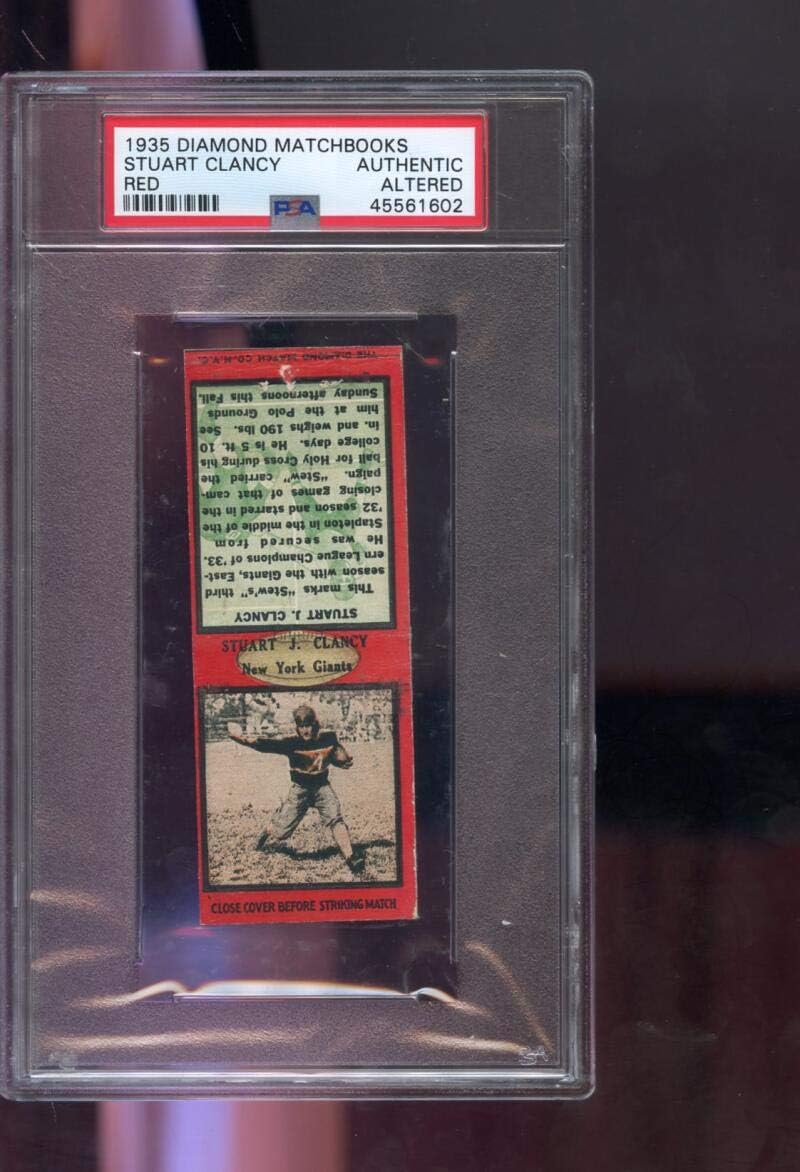 1935 DIAMOND MATCHBOOKS
STUART CLANCY AUTHENTIC
RED ALTERED
PSA 45561602
STUART J. CLANCY
This marks "Stew's" third
season with the Giants, East-
ern League Champions of '33.
He was secured from
Stapleton in the middle of the
'32 season and starred in the
closing games of that cam-
paign. "Stew" carried the
ball for Holy Cross during his
college days. He is 5 ft. 10
in. and weighs 190 lbs. See
him at the Polo Grounds
Sunday afternoons this Fall.
THE DIAMOND MATCH CO. N.Y.C.
STUART J. CLANCY
New York Giants
CLOSE COVER BEFORE STRIKING MATCH